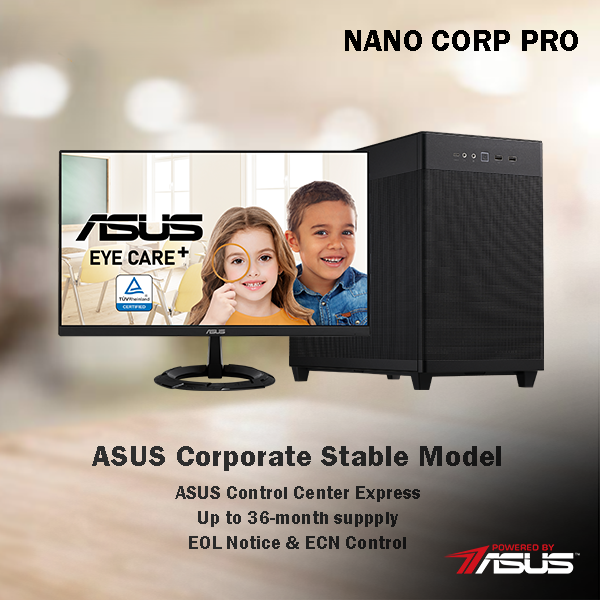 NANO CORP PRO
ASUS
EYE CARE+
TÜVRheinland
CERTIFIED
ASUS
ASUS Corporate Stable Model
ASUS Control Center Express
Up to 36-month suppply
EOL Notice & ECN Control
POWERED BY
ASUS™